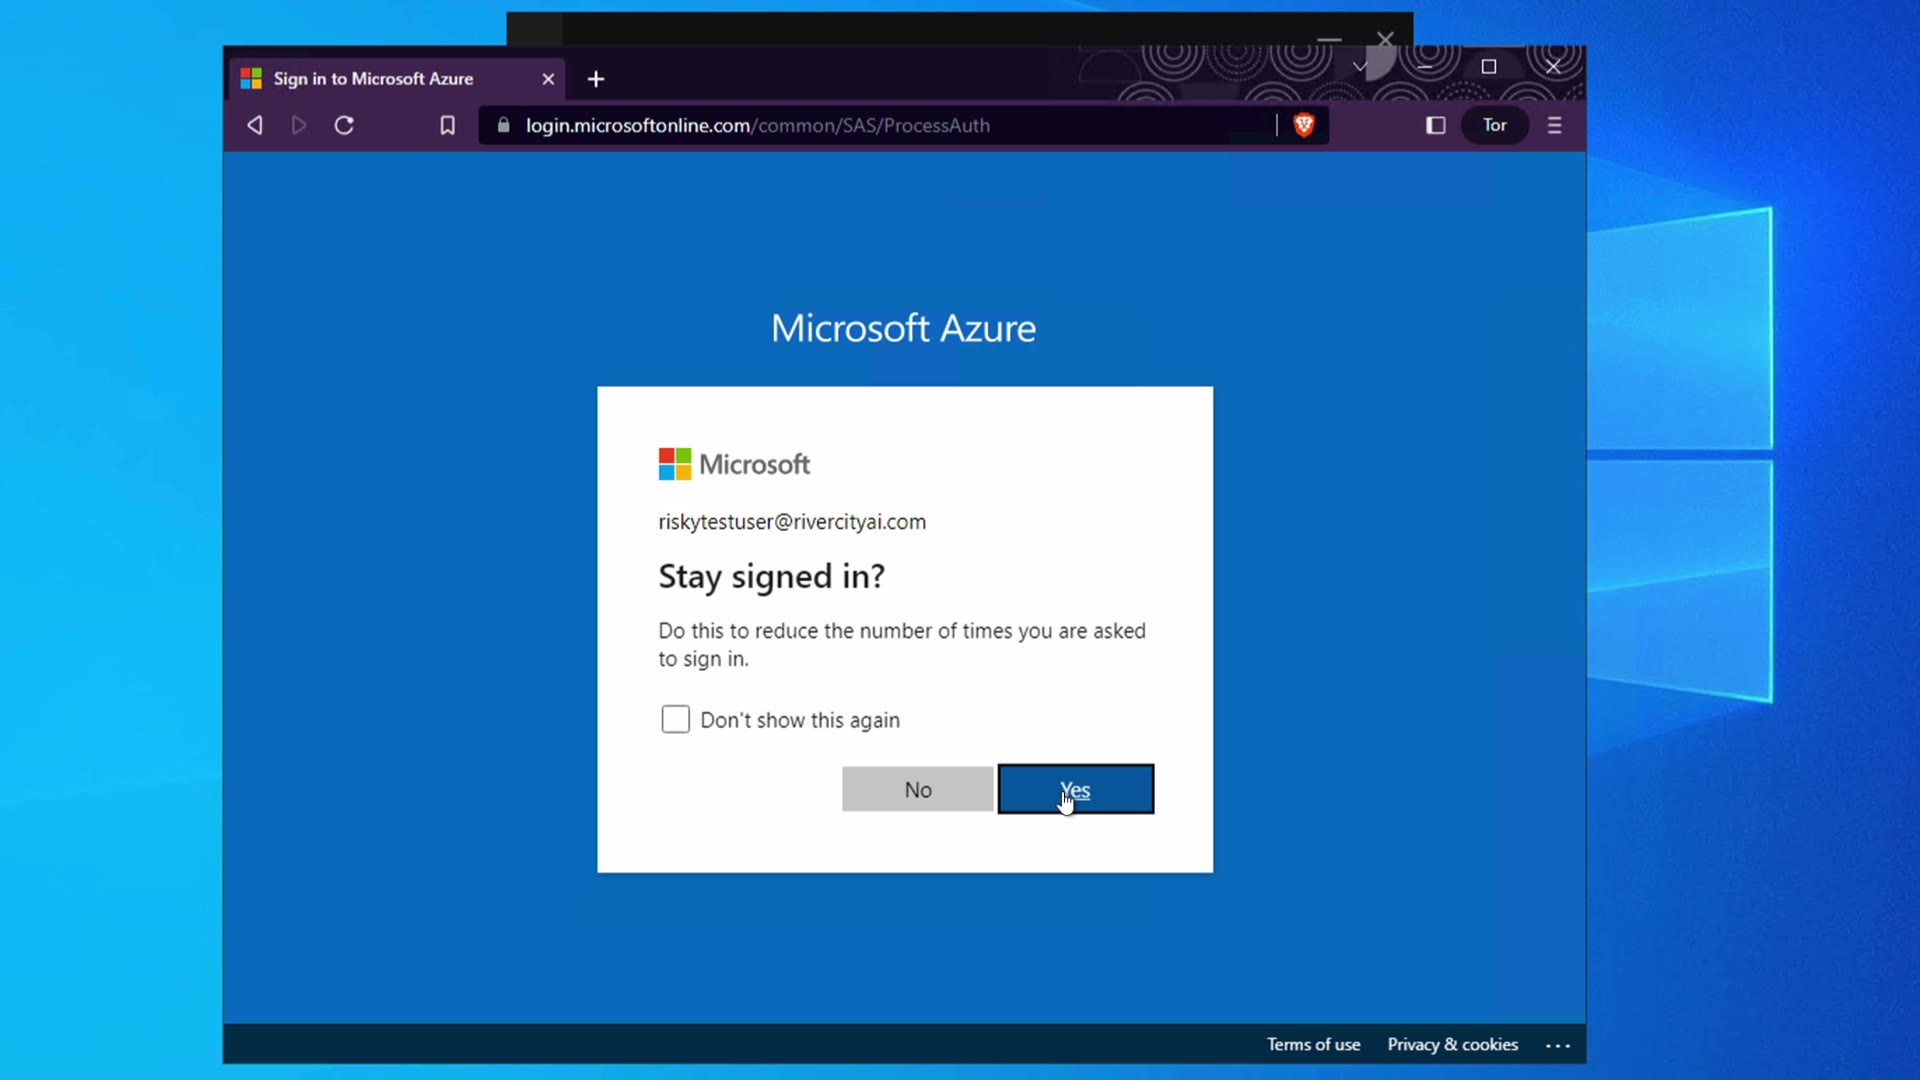 Sign in to Microsoft Azure
login.microsoftonline.com/common/SAS/ProcessAuth
Tor
Microsoft Azure
Microsoft
riskytestuser@rivercityai.com
Stay signed in?
Do this to reduce the number of times you are asked
to sign in.
Don't show this again
No
Yes
Terms of use
Privacy & cookies